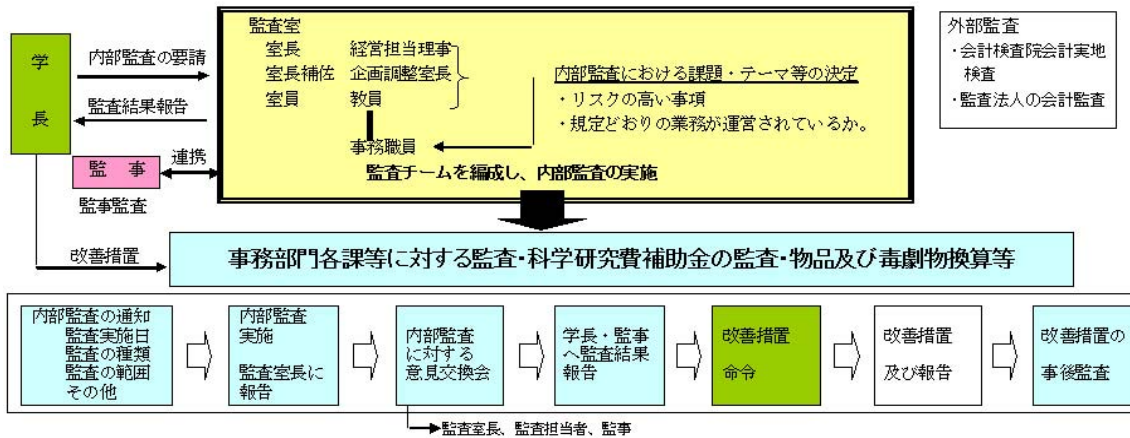 学
長
内部監査の要請
監査結果報告
監　事
監事監査
連携
改善措置
監査室
室長　経営担当理事
室長補佐　企画調整室長
室員　教員
事務職員
内部監査における課題・テーマ等の決定
・リスクの高い事項
・規定どおりの業務が運営されているか。
監査チームを編成し、内部監査の実施
外部監査
・会計検査院会計実地
検査
・監査法人の会計監査
事務部門各課等に対する監査・科学研究費補助金の監査・物品及び毒劇物換算等
内部監査の通知
監査実施日
監査の種類
監査の範囲
その他
内部監査
実施
監査室長に
報告
内部監査
に対する
意見交換会
学長・監事
へ監査結果
報告
改善措置
命令
改善措置
及び報告
改善措置の
事後監査
監査室長、監査担当者、監事